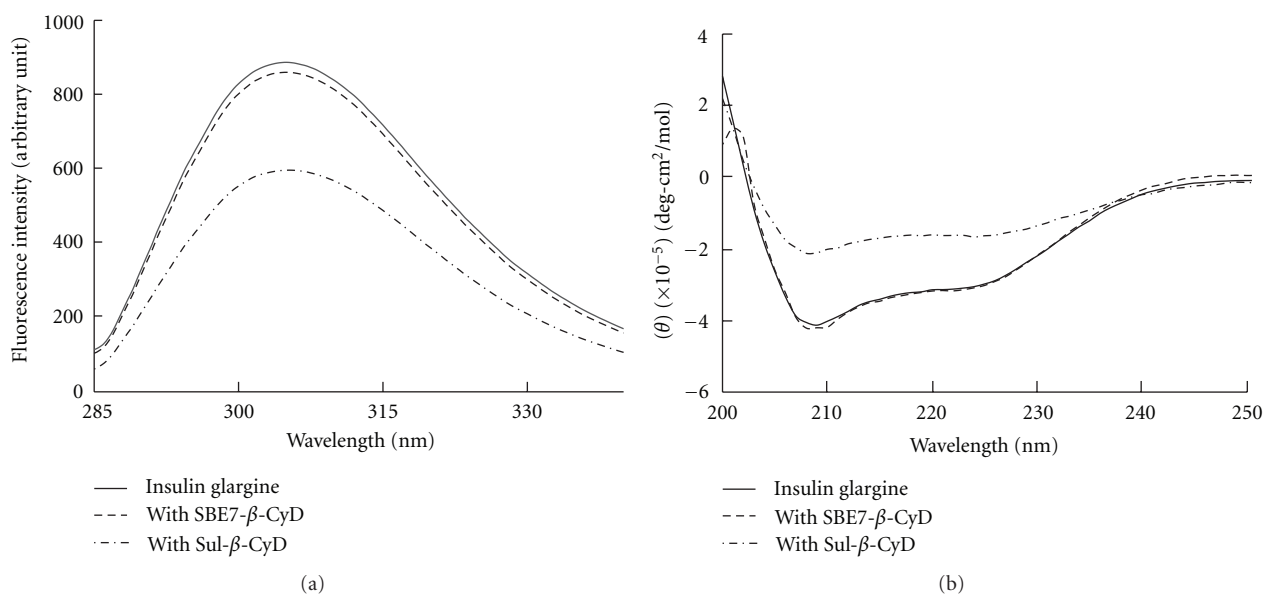 Fluorescence intensity (arbitrary unit)
1000
800
600
400
200
0
285
300
315
330
Wavelength (nm)
Insulin glargine
With SBE7-β-CyD
With Sul-β-CyD
(a)
(θ) (×10⁻⁵) (deg-cm²/mol)
4
2
0
−2
−4
−6
200
210
220
230
240
250
Wavelength (nm)
Insulin glargine
With SBE7-β-CyD
With Sul-β-CyD
(b)